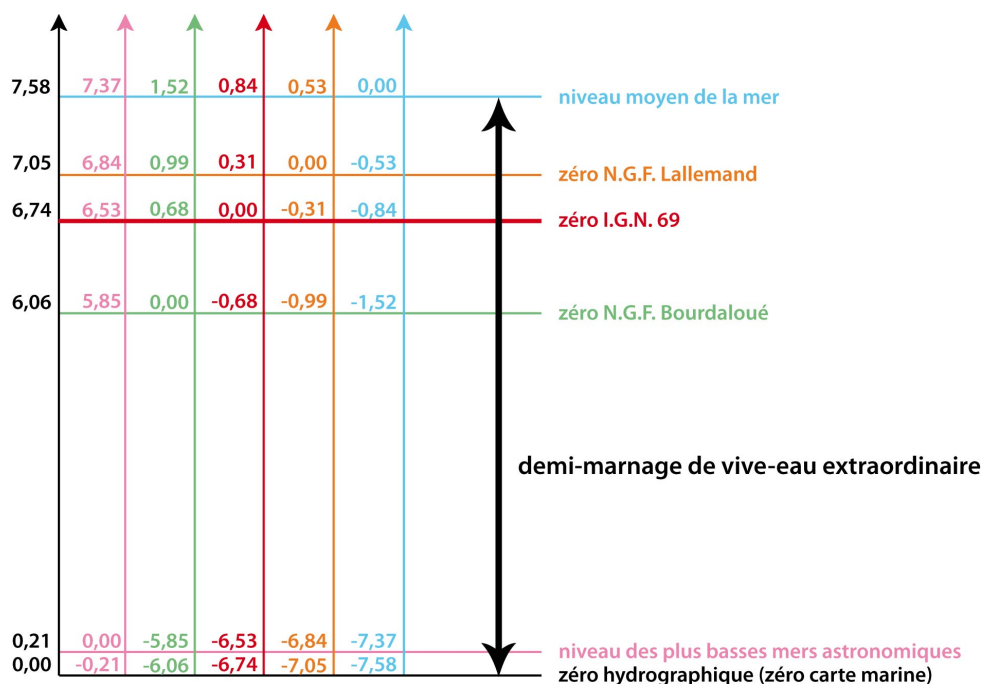 7,58 7,37 1,52 0,84 0,53 0,00 niveau moyen de la mer
7,05 6,84 0,99 0,31 0,00 -0,53 zéro N.G.F. Lallemand
6,74 6,53 0,68 0,00 -0,31 -0,84 zéro I.G.N. 69
6,06 5,85 0,00 -0,68 -0,99 -1,52 zéro N.G.F. Bourdaloué
demi-marnage de vive-eau extraordinaire
0,21 0,00 -5,85 -6,53 -6,84 -7,37 niveau des plus basses mers astronomiques
0,00 -0,21 -6,06 -6,74 -7,05 -7,58 zéro hydrographique (zéro carte marine)